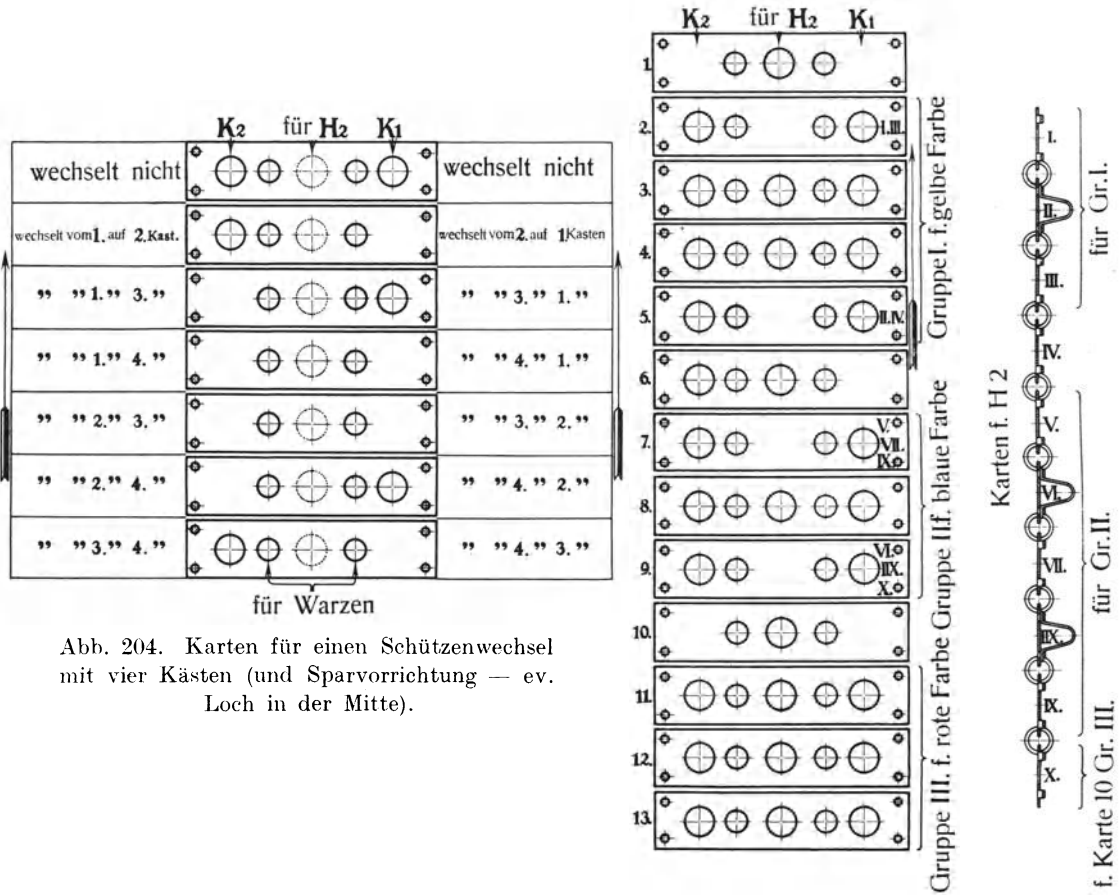 K2 für H2 K1
wechselt nicht wechselt nicht
wechselt vom 1. auf 2. Kast. wechselt vom 2. auf 1. Kasten
„ „ 1. „ 3. „ „ „ 3. „ 1. „
„ „ 1. „ 4. „ „ „ 4. „ 1. „
„ „ 2. „ 3. „ „ „ 3. „ 2. „
„ „ 2. „ 4. „ „ „ 4. „ 2. „
„ „ 3. „ 4. „ „ „ 4. „ 3. „
für Warzen
Abb. 204. Karten für einen Schützenwechsel
mit vier Kästen (und Sparvorrichtung — ev.
Loch in der Mitte).
K2 für H2 K1
1.
2. I. III.
3.
4.
5. II. IV.
6.
7. V. VII. IX.
8.
9. VI. IIX. X.
10.
11.
12.
13.
Gruppe I. f. gelbe Farbe
Gruppe II f. blaue Farbe
Gruppe III. f. rote Farbe
Karten f. H 2
I.
II.
III.
IV.
V.
VI.
VII.
IIX.
IX.
X.
für Gr. I.
für Gr. II.
f. Karte 10 Gr. III.